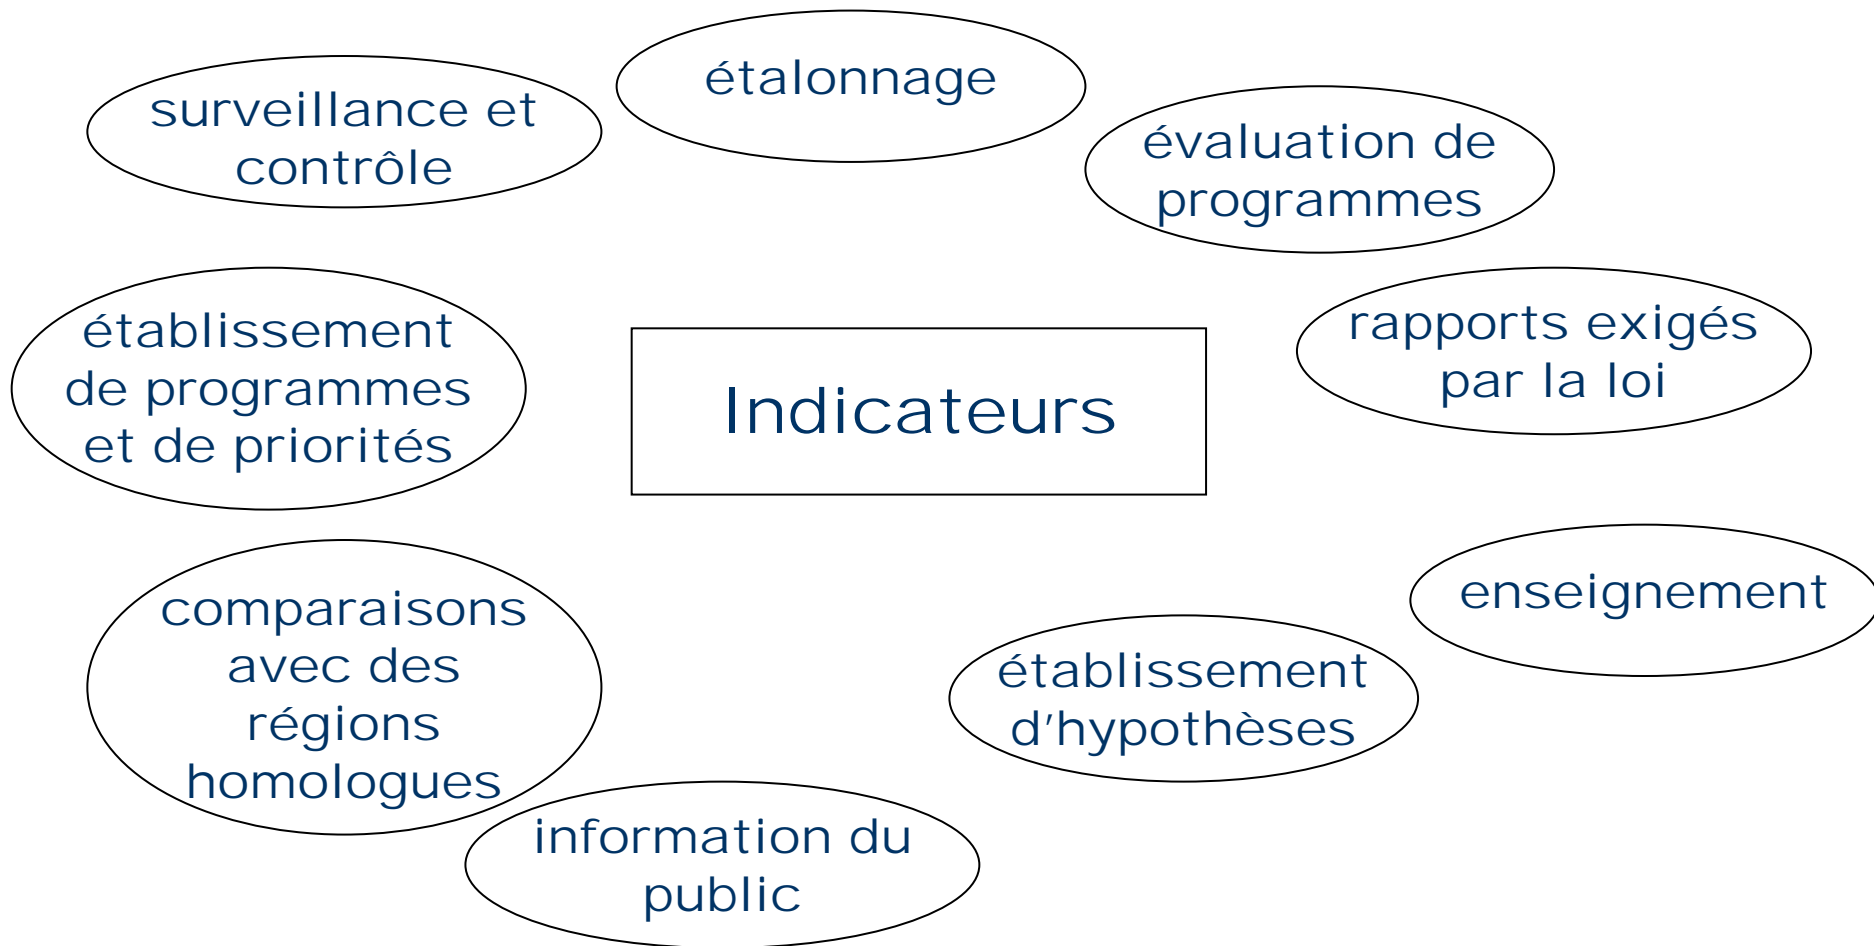 étalonnage
surveillance et
contrôle
évaluation de
programmes
rapports exigés
par la loi
établissement
de programmes
et de priorités
Indicateurs
enseignement
comparaisons
avec des
régions
homologues
établissement
d'hypothèses
information du
public